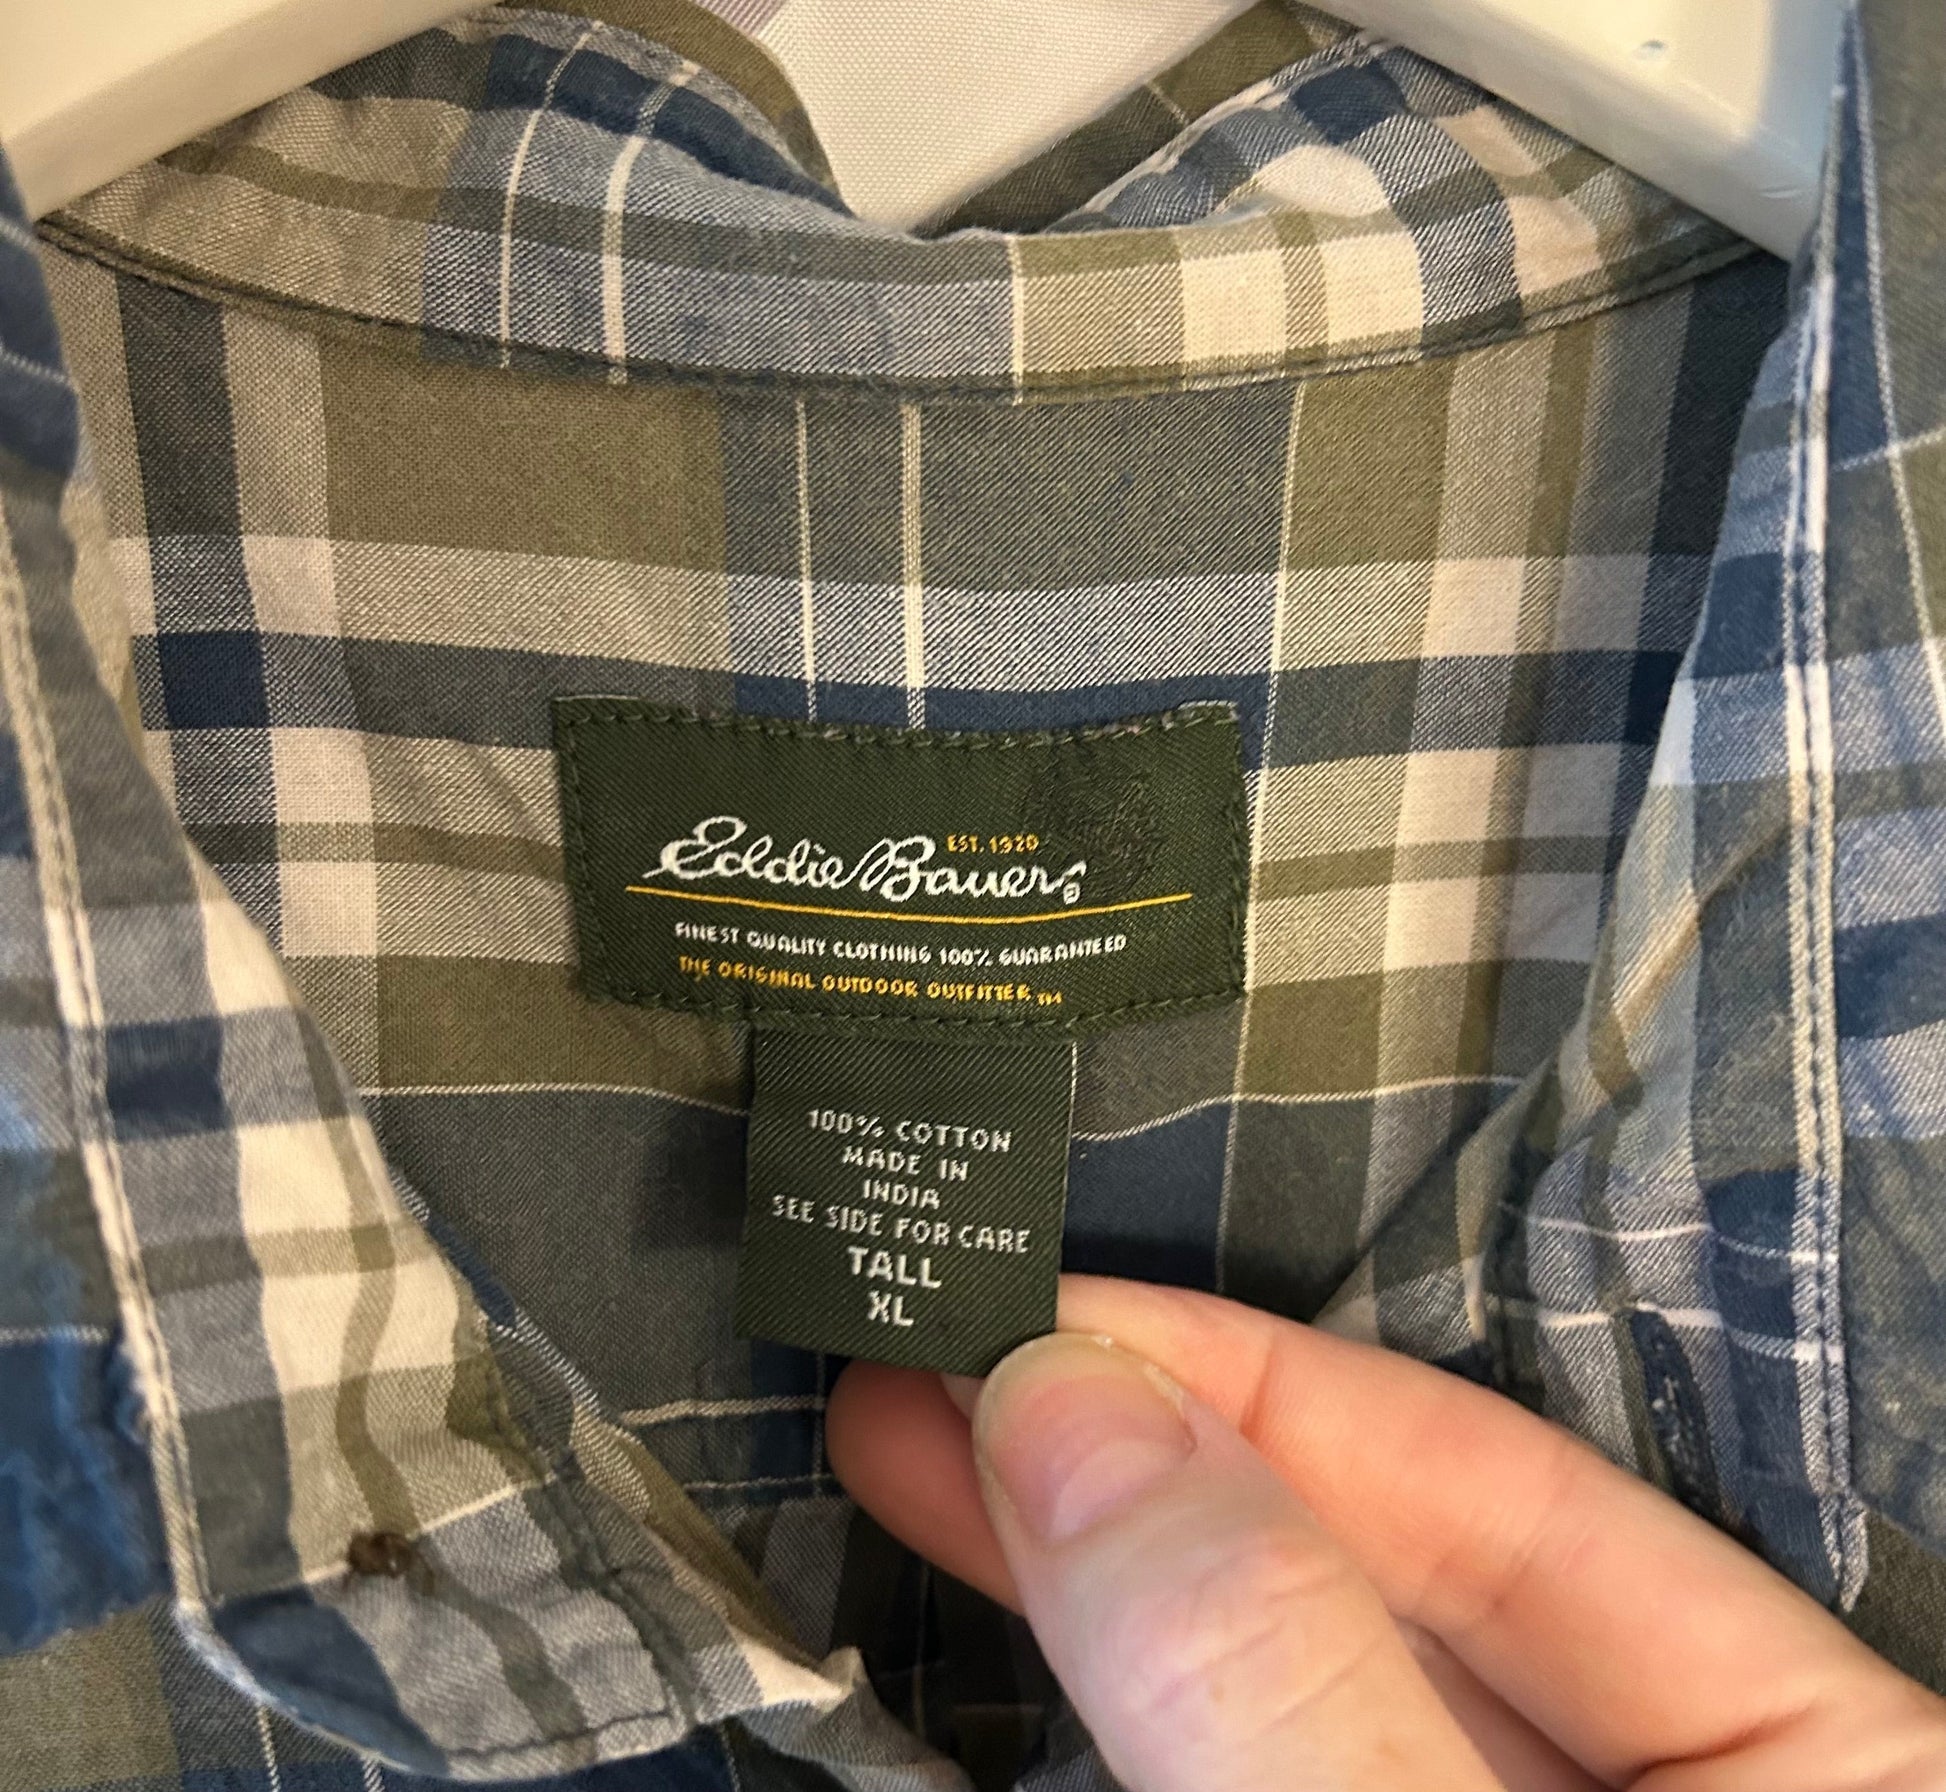 EST. 1920
Eddie Bauer®
FINEST QUALITY CLOTHING 100% GUARANTEED
THE ORIGINAL OUTDOOR OUTFITTER ™
100% COTTON
MADE IN
INDIA
SEE SIDE FOR CARE
TALL
XL